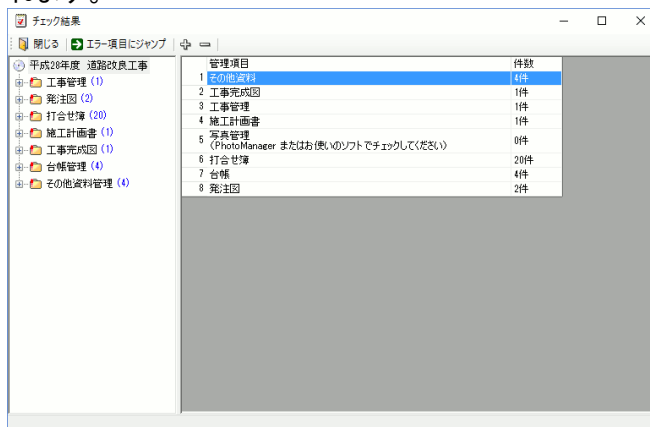 チェック結果
閉じる エラー項目にジャンプ
平成28年度 道路改良工事
工事管理 (1)
発注図 (2)
打合せ簿 (20)
施工計画書 (1)
工事完成図 (1)
台帳管理 (4)
その他資料管理 (4)
管理項目 件数
1 その他資料 4件
2 工事完成図 1件
3 工事管理 1件
4 施工計画書 1件
5 写真管理
(PhotoManager またはお使いのソフトでチェックしてください) 0件
6 打合せ簿 20件
7 台帳 4件
8 発注図 2件